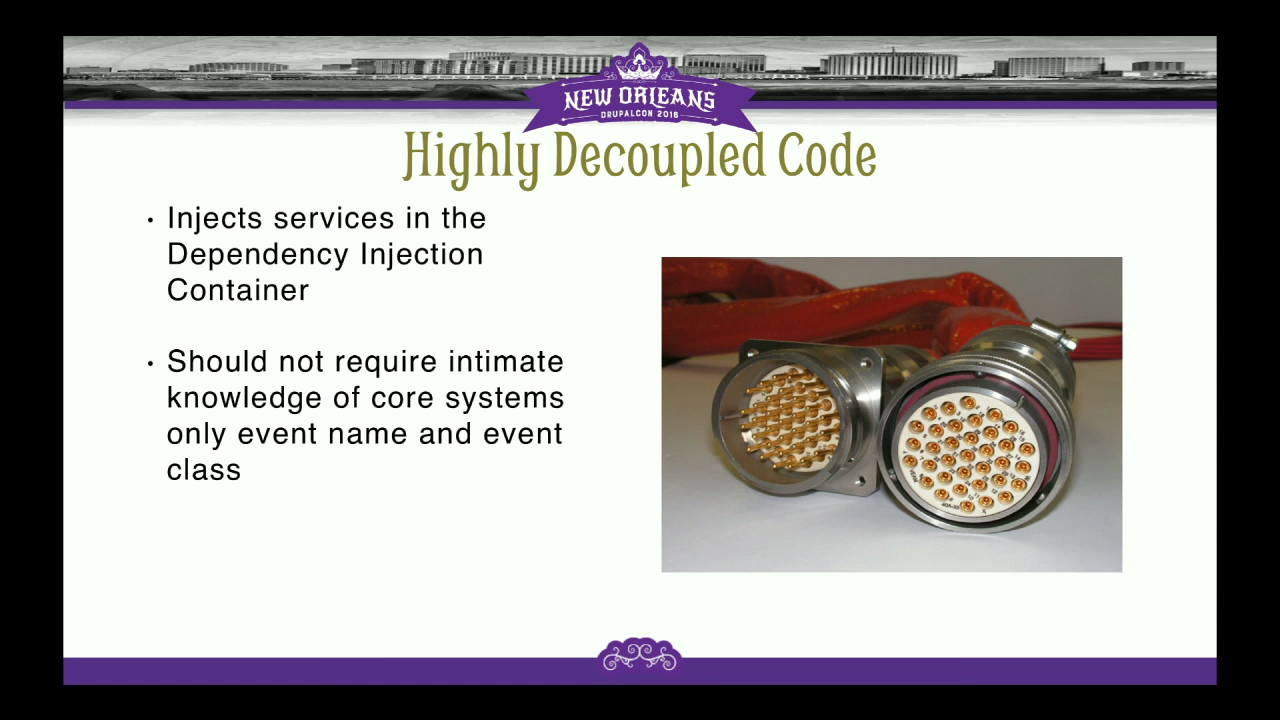 NEW ORLEANS
DRUPALCON 2016
Highly Decoupled Code
• Injects services in the
Dependency Injection
Container
• Should not require intimate
knowledge of core systems
only event name and event
class